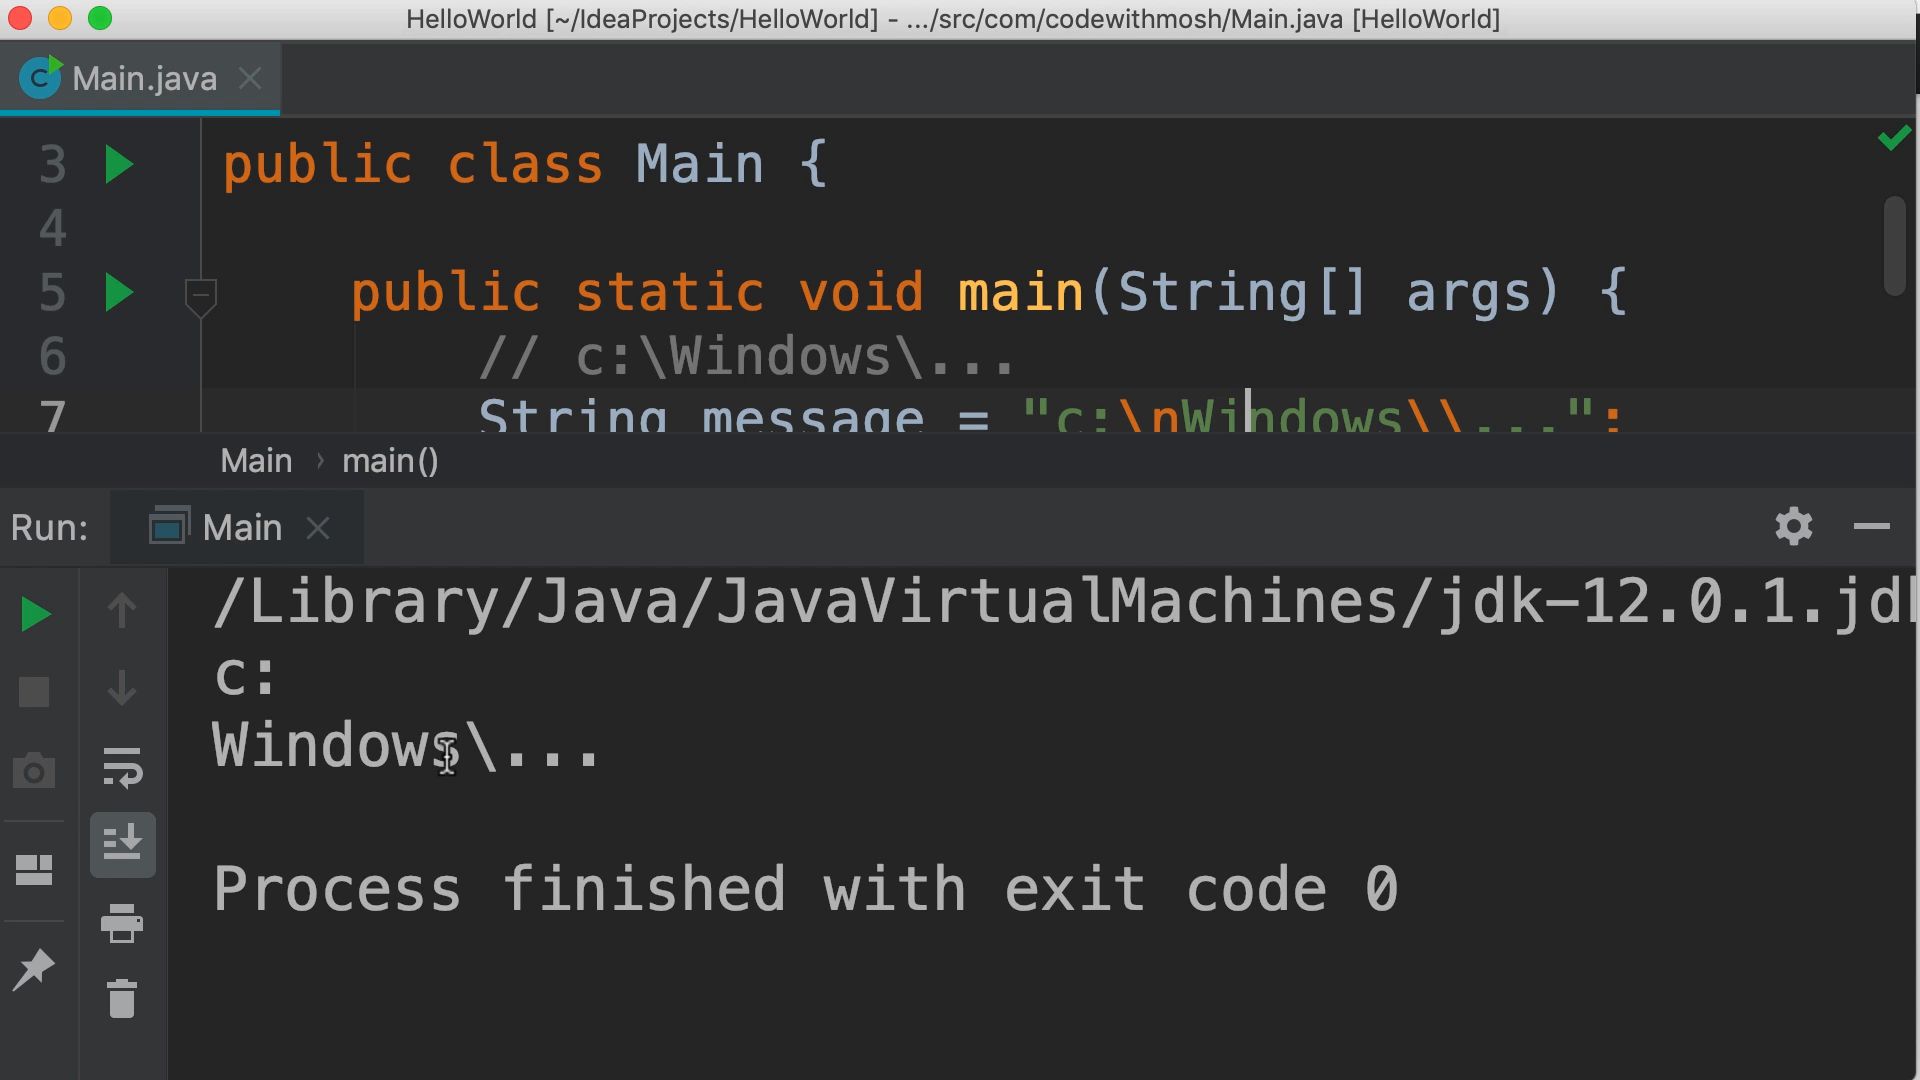 HelloWorld [~/IdeaProjects/HelloWorld] - .../src/com/codewithmosh/Main.java [HelloWorld]
Main.java
3 public class Main {
4
5 public static void main(String[] args) {
6 // c:\Windows\...
7 String message = "c:\nWindows\\...";
Main › main()
Run: Main
/Library/Java/JavaVirtualMachines/jdk-12.0.1.jd
c:
Windows\...
Process finished with exit code 0